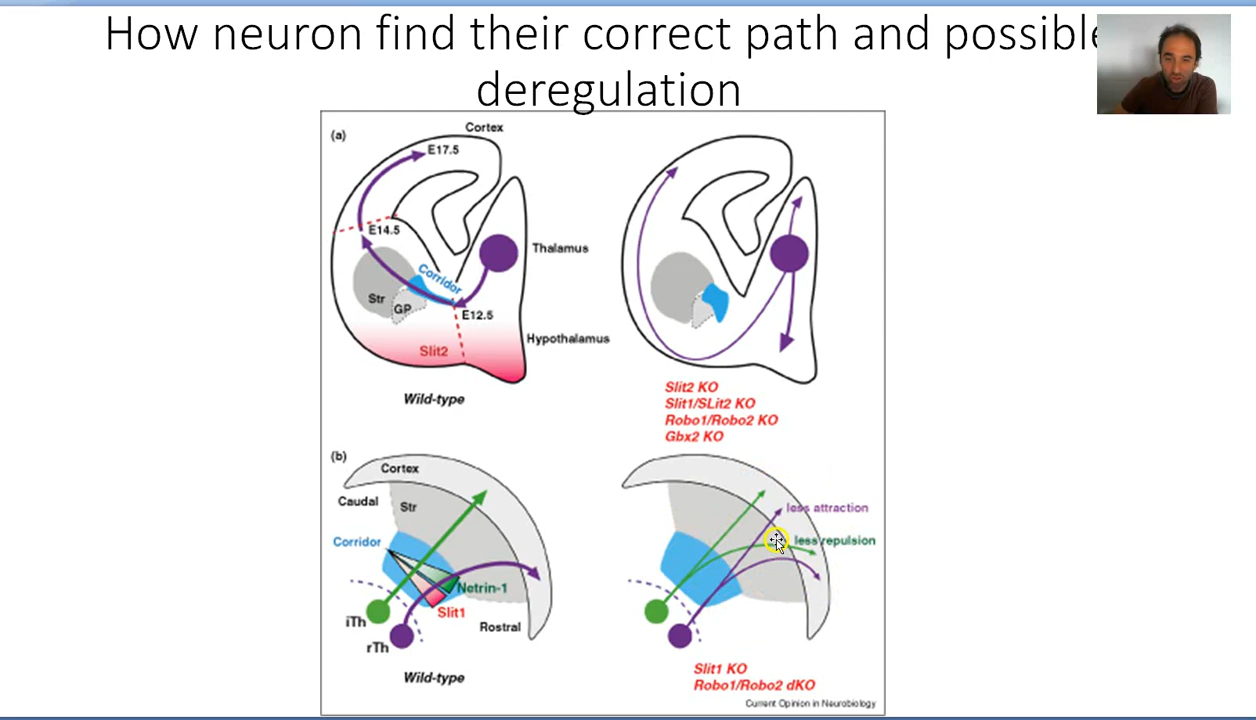 How neuron find their correct path and possible
deregulation
(a)
Cortex
E17.5
E14.5
Corridor
Thalamus
Str
GP
E12.5
Hypothalamus
Slit2
Wild-type
Slit2 KO
Slit1/SLit2 KO
Robo1/Robo2 KO
Gbx2 KO
(b)
Cortex
Caudal
Str
Corridor
Netrin-1
Slit1
iTh
Rostral
rTh
Wild-type
less attraction
less repulsion
Slit1 KO
Robo1/Robo2 dKO
Current Opinion in Neurobiology